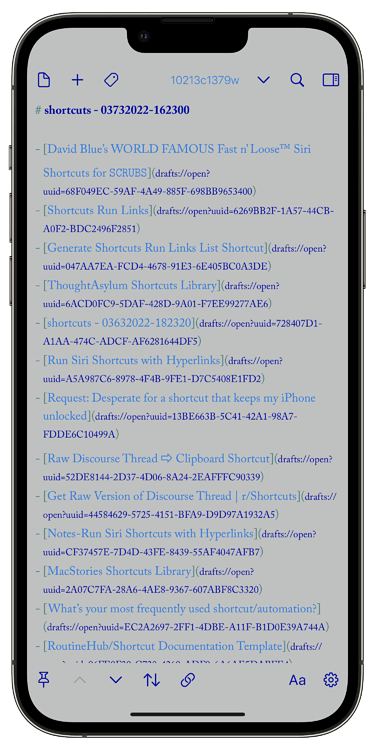 10213c1379w
# shortcuts - 03732022-162300
- [David Blue's WORLD FAMOUS Fast n' Loose™ Siri
Shortcuts for SCRUBS](drafts://open?
uuid=68F049EC-59AF-4A49-885F-698BB9653400)
- [Shortcuts Run Links](drafts://open?uuid=6269BB2F-1A57-44CB-
A0F2-BDC2496F2851)
- [Generate Shortcuts Run Links List Shortcut](drafts://open?
uuid=047AA7EA-FCD4-4678-91E3-6E405BC0A3DE)
- [ThoughtAsylum Shortcuts Library](drafts://open?
uuid=6ACD0FC9-5DAF-428D-9A01-F7EE99277AE6)
- [shortcuts - 03632022-182320](drafts://open?uuid=728407D1-
A1AA-474C-ADCF-AF6281644DF5)
- [Run Siri Shortcuts with Hyperlinks](drafts://open?
uuid=A5A987C6-8978-4F4B-9FE1-D7C5408E1FD2)
- [Request: Desperate for a shortcut that keeps my iPhone
unlocked](drafts://open?uuid=13BE663B-5C41-42A1-98A7-
FDDE6C10499A)
- [Raw Discourse Thread ⇨ Clipboard Shortcut](drafts://open?
uuid=52DE8144-2D37-4D06-8A24-2EAFFFC90339)
- [Get Raw Version of Discourse Thread | r/Shortcuts](drafts://
open?uuid=44584629-5725-4151-BFA9-D9D97A1932A5)
- [Notes-Run Siri Shortcuts with Hyperlinks](drafts://open?
uuid=CF37457E-7D4D-43FE-8439-55AF4047AFB7)
- [MacStories Shortcuts Library](drafts://open?
uuid=2A07C7FA-28A6-4AE8-9367-607ABF8C3320)
- [What's your most frequently used shortcut/automation?]
(drafts://open?uuid=EC2A2697-2FF1-4DBE-A11F-B1D0E39A744A)
- [RoutineHub/Shortcut Documentation Template](drafts://
Aa